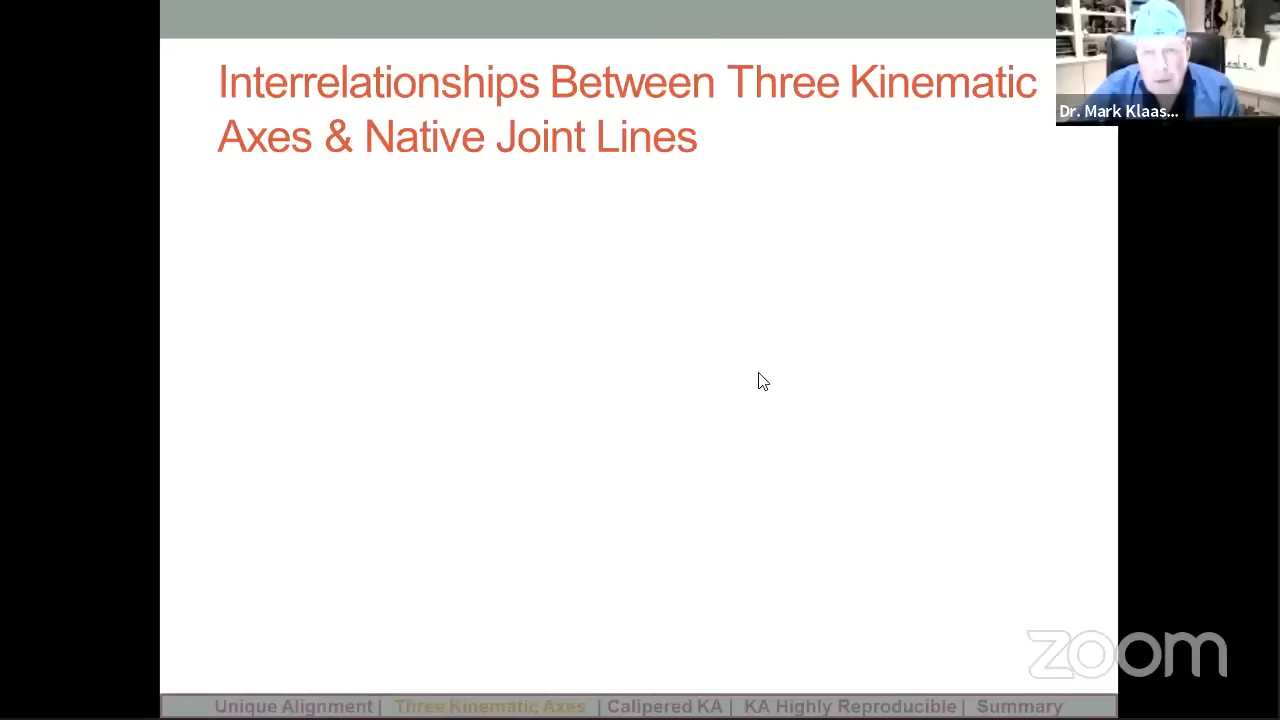 Interrelationships Between Three Kinematic
Axes & Native Joint Lines
Dr. Mark Klaas...
zoom
Unique Alignment | Three Kinematic Axes | Calipered KA | KA Highly Reproducible | Summary